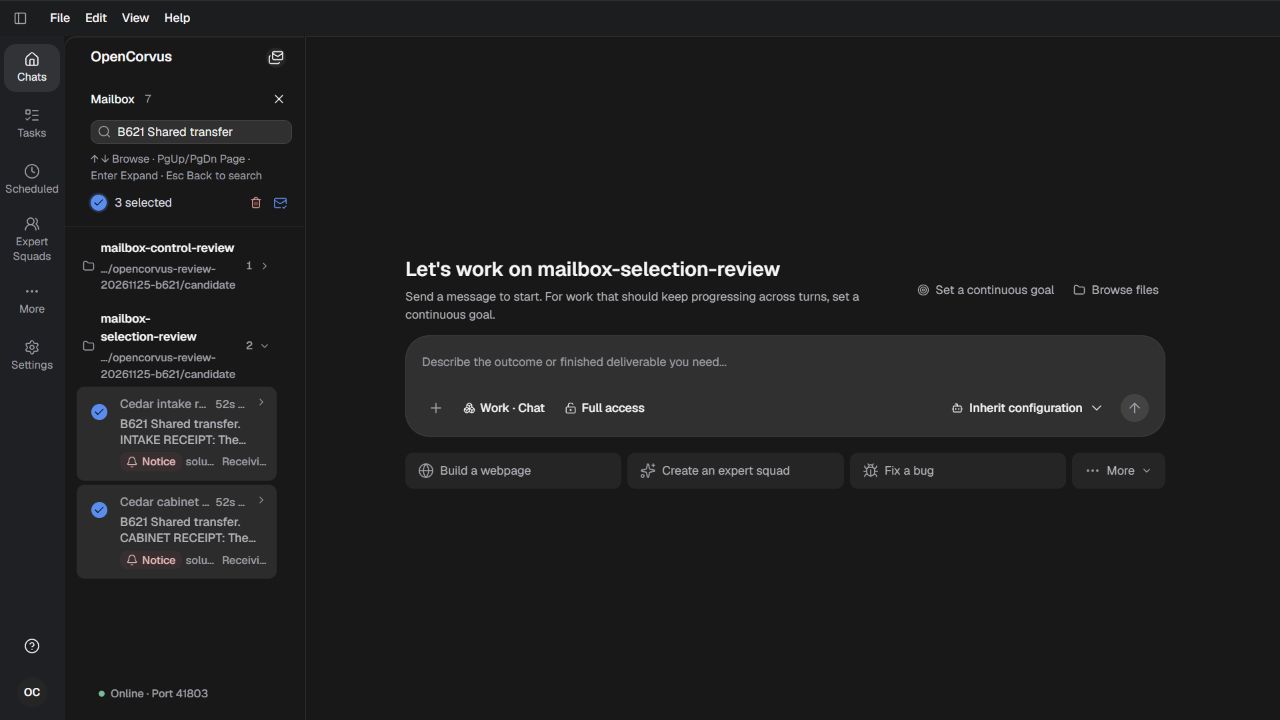 File Edit View Help
Chats
Tasks
Scheduled
Expert
Squads
More
Settings
OC
OpenCorvus
Mailbox 7
B621 Shared transfer
↑↓ Browse · PgUp/PgDn Page ·
Enter Expand · Esc Back to search
3 selected
mailbox-control-review
.../opencorvus-review-
20261125-b621/candidate
1
mailbox-
selection-review
.../opencorvus-review-
20261125-b621/candidate
2
Cedar intake r... 52s ...
B621 Shared transfer.
INTAKE RECEIPT: The...
Notice solu... Receivi...
Cedar cabinet ... 52s ...
B621 Shared transfer.
CABINET RECEIPT: The...
Notice solu... Receivi...
Online · Port 41803
Let's work on mailbox-selection-review
Send a message to start. For work that should keep progressing across turns, set a
continuous goal.
Set a continuous goal
Browse files
Describe the outcome or finished deliverable you need...
Work · Chat
Full access
Inherit configuration
Build a webpage
Create an expert squad
Fix a bug
More